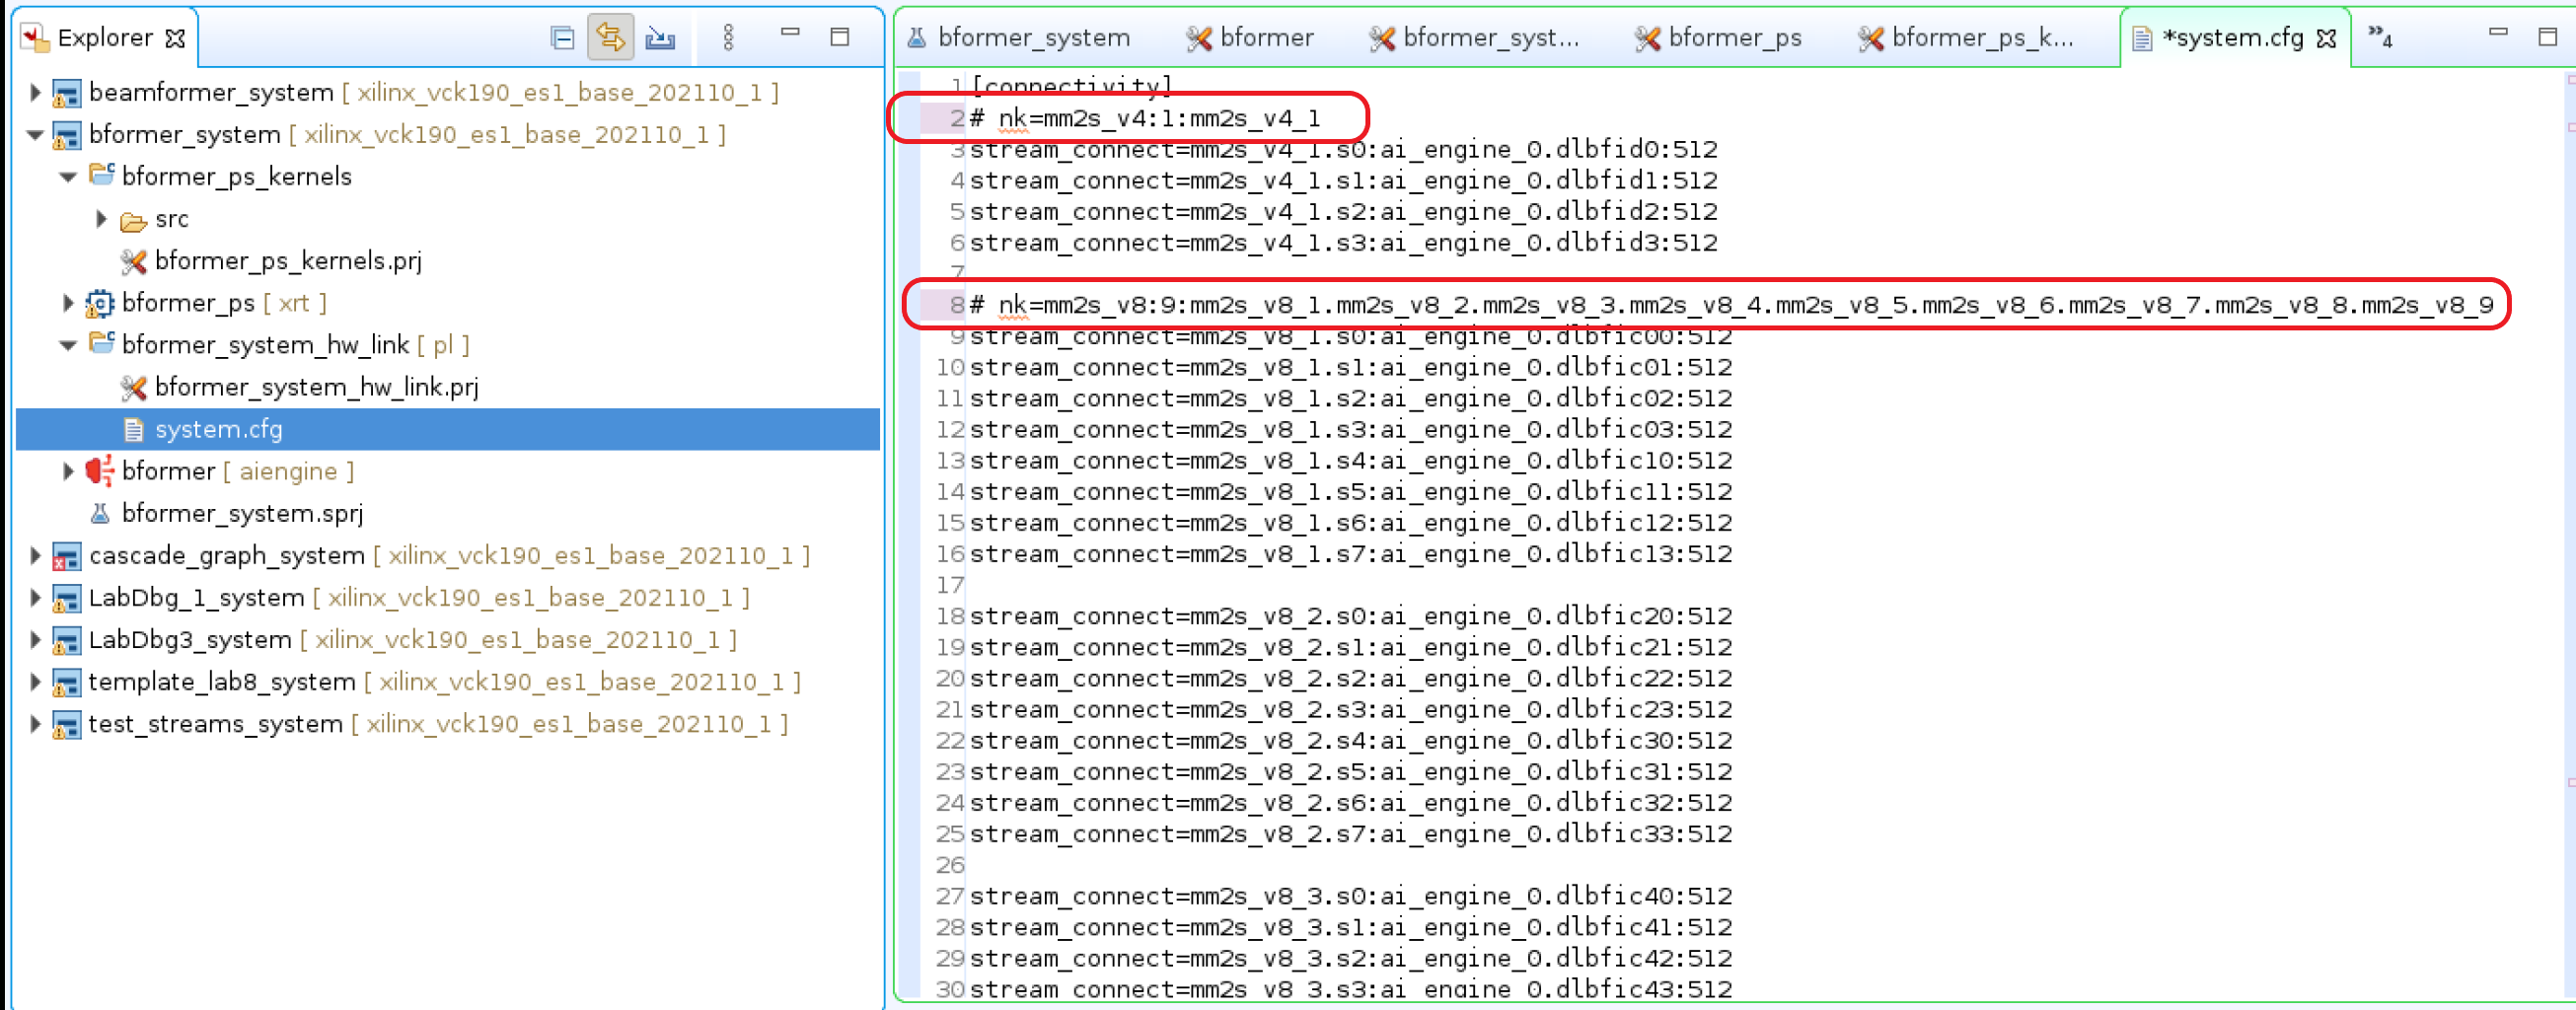 Explorer
beamformer_system [ xilinx_vck190_es1_base_202110_1 ]
bformer_system [ xilinx_vck190_es1_base_202110_1 ]
bformer_ps_kernels
src
bformer_ps_kernels.prj
bformer_ps [ xrt ]
bformer_system_hw_link [ pl ]
bformer_system_hw_link.prj
system.cfg
bformer [ aiengine ]
bformer_system.sprj
cascade_graph_system [ xilinx_vck190_es1_base_202110_1 ]
LabDbg_1_system [ xilinx_vck190_es1_base_202110_1 ]
LabDbg3_system [ xilinx_vck190_es1_base_202110_1 ]
template_lab8_system [ xilinx_vck190_es1_base_202110_1 ]
test_streams_system [ xilinx_vck190_es1_base_202110_1 ]
bformer_system bformer bformer_syst... bformer_ps bformer_ps_k... *system.cfg »4
1 [connectivity]
2 # nk=mm2s_v4:1:mm2s_v4_1
3 stream_connect=mm2s_v4_1.s0:ai_engine_0.dlbfid0:512
4 stream_connect=mm2s_v4_1.s1:ai_engine_0.dlbfid1:512
5 stream_connect=mm2s_v4_1.s2:ai_engine_0.dlbfid2:512
6 stream_connect=mm2s_v4_1.s3:ai_engine_0.dlbfid3:512
7
8 # nk=mm2s_v8:9:mm2s_v8_1.mm2s_v8_2.mm2s_v8_3.mm2s_v8_4.mm2s_v8_5.mm2s_v8_6.mm2s_v8_7.mm2s_v8_8.mm2s_v8_9
9 stream_connect=mm2s_v8_1.s0:ai_engine_0.dlbfic00:512
10 stream_connect=mm2s_v8_1.s1:ai_engine_0.dlbfic01:512
11 stream_connect=mm2s_v8_1.s2:ai_engine_0.dlbfic02:512
12 stream_connect=mm2s_v8_1.s3:ai_engine_0.dlbfic03:512
13 stream_connect=mm2s_v8_1.s4:ai_engine_0.dlbfic10:512
14 stream_connect=mm2s_v8_1.s5:ai_engine_0.dlbfic11:512
15 stream_connect=mm2s_v8_1.s6:ai_engine_0.dlbfic12:512
16 stream_connect=mm2s_v8_1.s7:ai_engine_0.dlbfic13:512
17
18 stream_connect=mm2s_v8_2.s0:ai_engine_0.dlbfic20:512
19 stream_connect=mm2s_v8_2.s1:ai_engine_0.dlbfic21:512
20 stream_connect=mm2s_v8_2.s2:ai_engine_0.dlbfic22:512
21 stream_connect=mm2s_v8_2.s3:ai_engine_0.dlbfic23:512
22 stream_connect=mm2s_v8_2.s4:ai_engine_0.dlbfic30:512
23 stream_connect=mm2s_v8_2.s5:ai_engine_0.dlbfic31:512
24 stream_connect=mm2s_v8_2.s6:ai_engine_0.dlbfic32:512
25 stream_connect=mm2s_v8_2.s7:ai_engine_0.dlbfic33:512
26
27 stream_connect=mm2s_v8_3.s0:ai_engine_0.dlbfic40:512
28 stream_connect=mm2s_v8_3.s1:ai_engine_0.dlbfic41:512
29 stream_connect=mm2s_v8_3.s2:ai_engine_0.dlbfic42:512
30 stream_connect=mm2s_v8_3.s3:ai_engine_0.dlbfic43:512